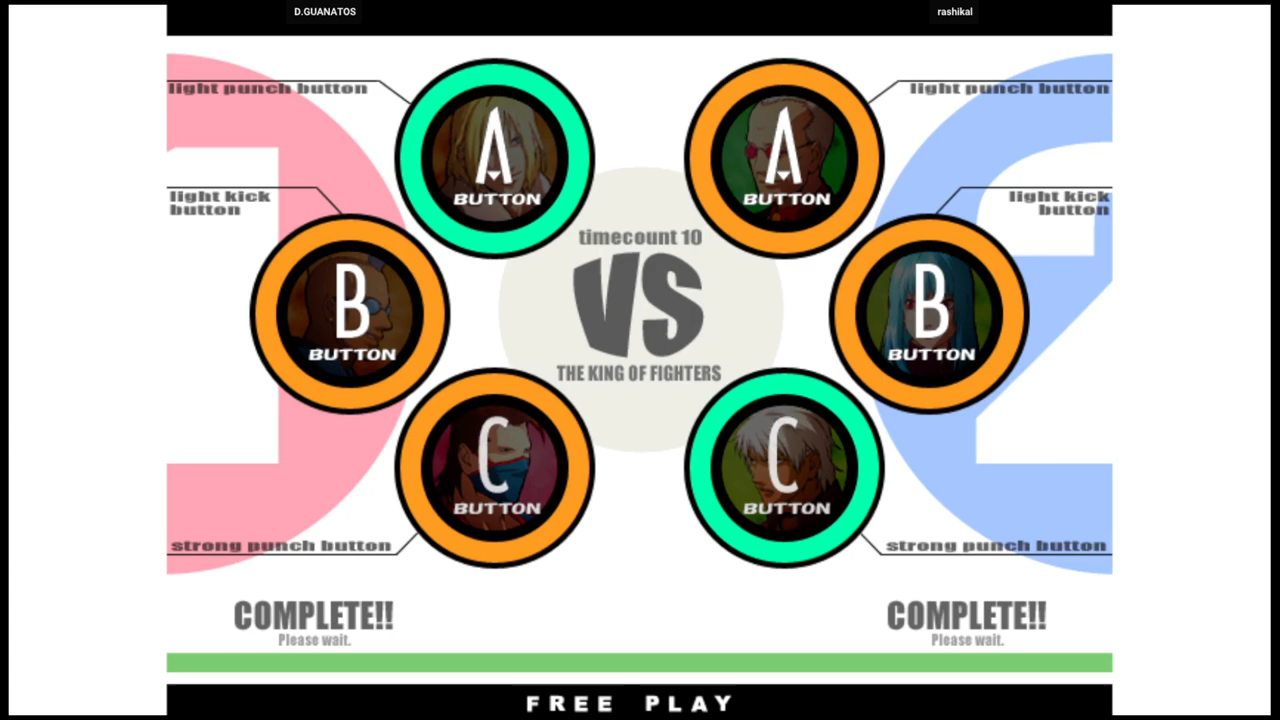 D.GUANATOS
rashikal
light punch button
light punch button
A
BUTTON
A
BUTTON
light kick
button
light kick
button
B
BUTTON
timecount 10
VS
THE KING OF FIGHTERS
B
BUTTON
C
BUTTON
C
BUTTON
strong punch button
strong punch button
COMPLETE!!
Please wait.
COMPLETE!!
Please wait.
FREE PLAY
1
2